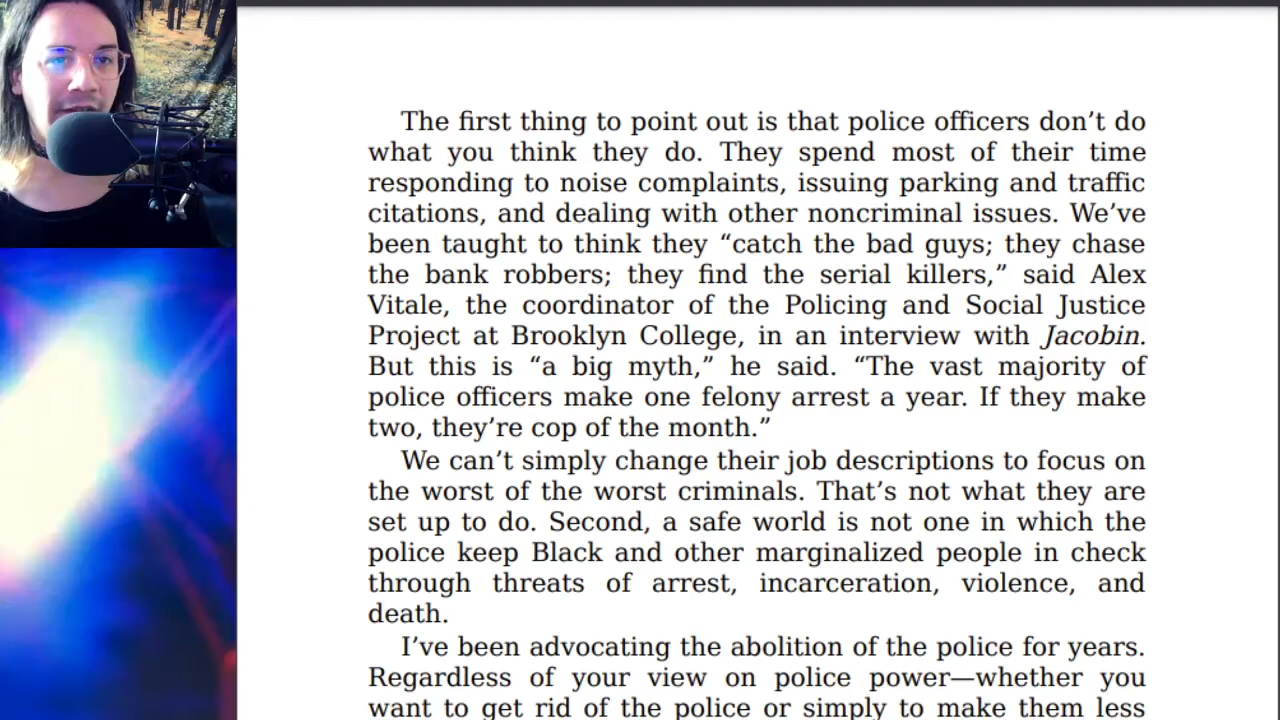 The first thing to point out is that police officers don’t do
what you think they do. They spend most of their time
responding to noise complaints, issuing parking and traffic
citations, and dealing with other noncriminal issues. We’ve
been taught to think they “catch the bad guys; they chase
the bank robbers; they find the serial killers,” said Alex
Vitale, the coordinator of the Policing and Social Justice
Project at Brooklyn College, in an interview with Jacobin.
But this is “a big myth,” he said. “The vast majority of
police officers make one felony arrest a year. If they make
two, they’re cop of the month.”
We can’t simply change their job descriptions to focus on
the worst of the worst criminals. That’s not what they are
set up to do. Second, a safe world is not one in which the
police keep Black and other marginalized people in check
through threats of arrest, incarceration, violence, and
death.
I’ve been advocating the abolition of the police for years.
Regardless of your view on police power—whether you
want to get rid of the police or simply to make them less